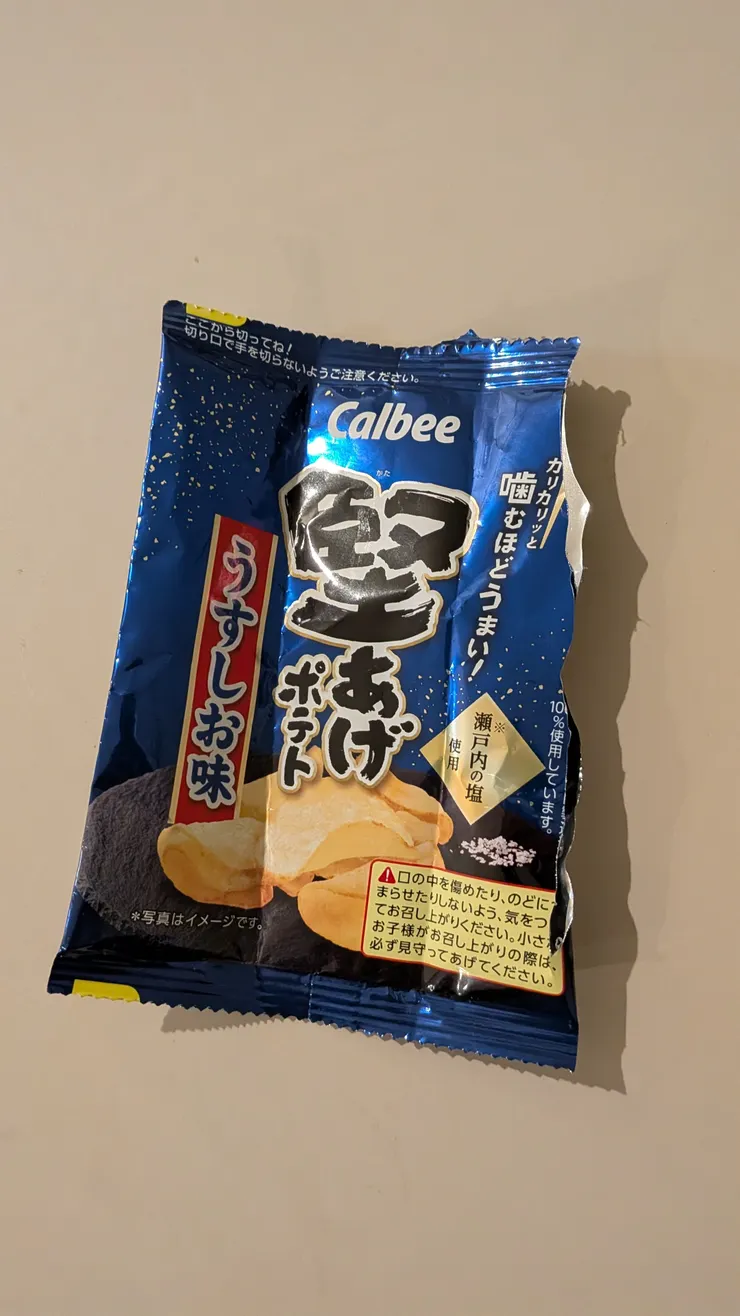 ここから切ってね!
切り口で手を切らないようご注意ください。
Calbee
カリカリッと
噛むほどうまい!
かた
堅あげ
ポテト
うすしお味
※
瀬戸内の塩
使用
10%使用しています。
⚠口の中を傷めたり、のどに
まらせたりしないよう、気をつ
てお召し上がりください。小さ
お子様がお召し上がりの際は、
必ず見守ってあげてください。
*写真はイメージです。